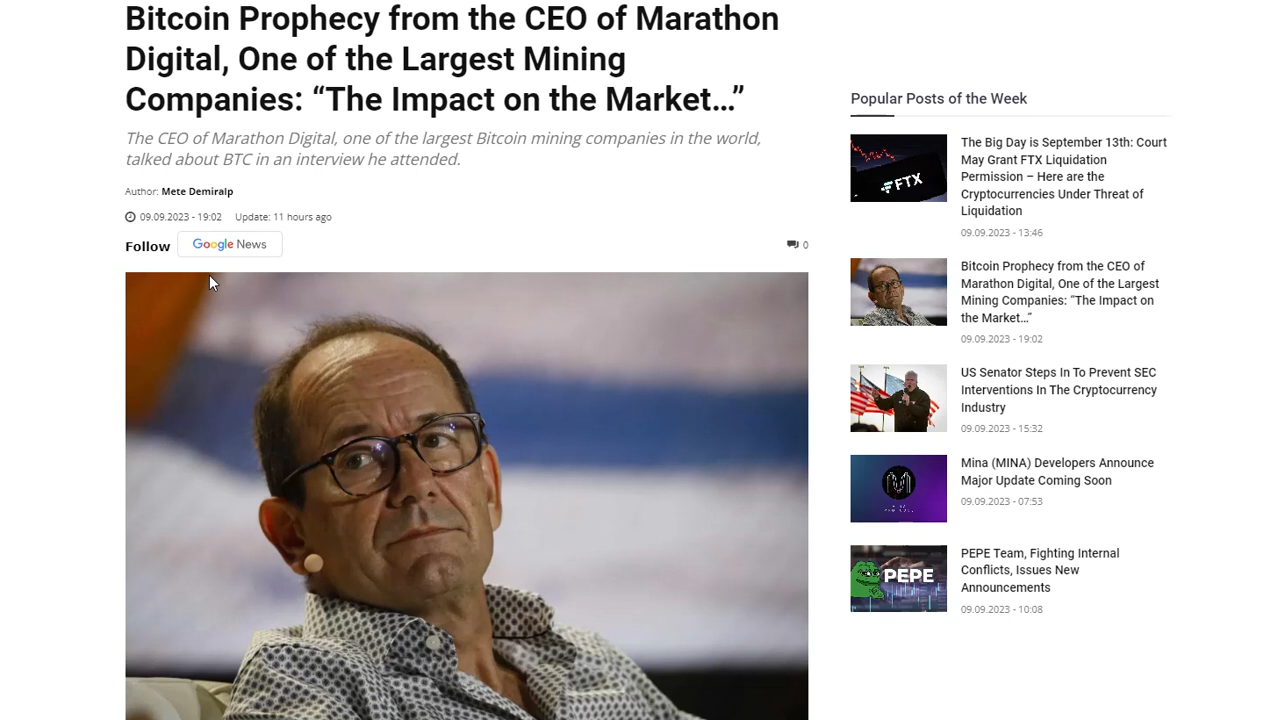 Bitcoin Prophecy from the CEO of Marathon
Digital, One of the Largest Mining
Companies: “The Impact on the Market…”
The CEO of Marathon Digital, one of the largest Bitcoin mining companies in the world,
talked about BTC in an interview he attended.
Author: Mete Demiralp
09.09.2023 - 19:02 Update: 11 hours ago
Follow Google News
0
Popular Posts of the Week
FTX
The Big Day is September 13th: Court
May Grant FTX Liquidation
Permission – Here are the
Cryptocurrencies Under Threat of
Liquidation
09.09.2023 - 13:46
Bitcoin Prophecy from the CEO of
Marathon Digital, One of the Largest
Mining Companies: “The Impact on
the Market…”
09.09.2023 - 19:02
US Senator Steps In To Prevent SEC
Interventions In The Cryptocurrency
Industry
09.09.2023 - 15:32
Mina (MINA) Developers Announce
Major Update Coming Soon
09.09.2023 - 07:53
PEPE
PEPE Team, Fighting Internal
Conflicts, Issues New
Announcements
09.09.2023 - 10:08